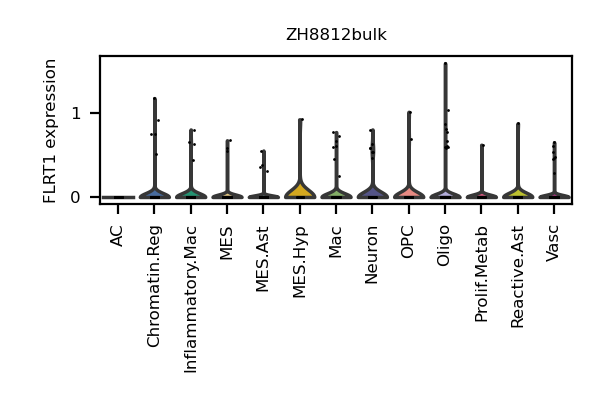 ZH8812bulk
FLRT1 expression
1
0
AC
Chromatin.Reg
Inflammatory.Mac
MES
MES.Ast
MES.Hyp
Mac
Neuron
OPC
Oligo
Prolif.Metab
Reactive.Ast
Vasc